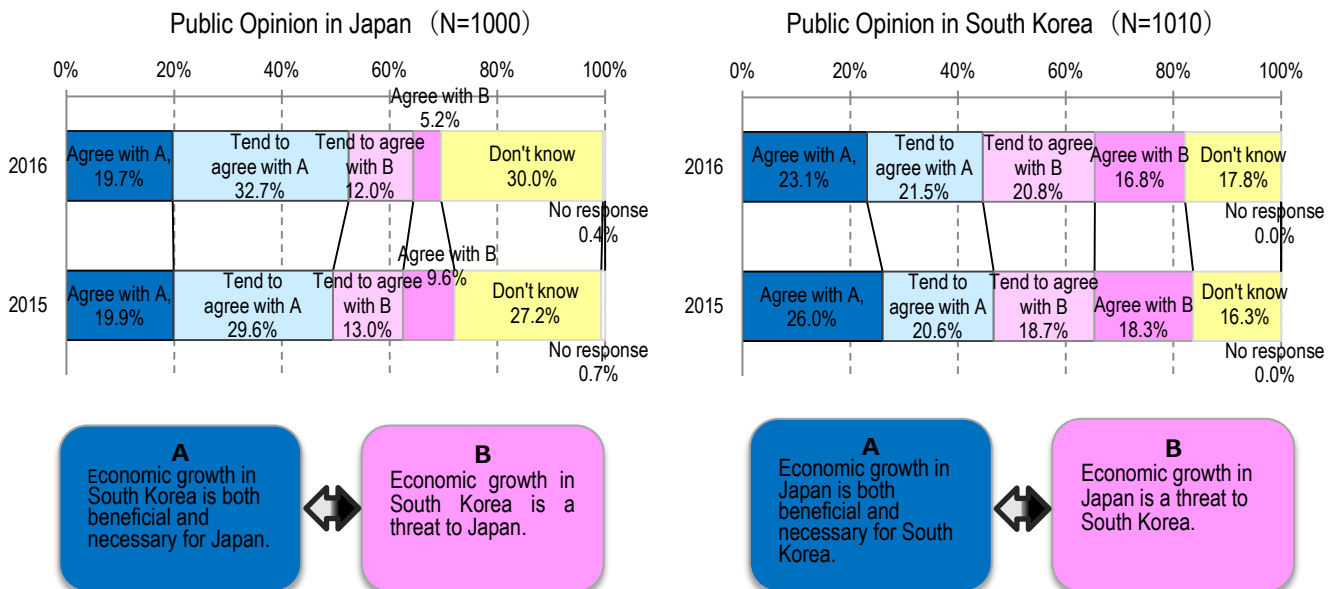 Public Opinion in Japan （N=1000）
0% 20% 40% 60% 80% 100%
Agree with B
5.2%
2016
Agree with A,
19.7%
Tend to
agree with A
32.7%
Tend to agree
with B
12.0%
Don't know
30.0%
No response
0.4%
Agree with B
9.6%
2015
Agree with A,
19.9%
Tend to
agree with A
29.6%
Tend to agree
with B
13.0%
Don't know
27.2%
No response
0.7%
A
Economic growth in
South Korea is both
beneficial and
necessary for Japan.
B
Economic growth in
South Korea is a
threat to Japan.
Public Opinion in South Korea （N=1010）
0% 20% 40% 60% 80% 100%
2016
Agree with A
23.1%
Tend to
agree with A
21.5%
Tend to agree
with B
20.8%
Agree with B
16.8%
Don't know
17.8%
No response
0.0%
2015
Agree with A,
26.0%
Tend to
agree with A
20.6%
Tend to agree
with B
18.7%
Agree with B
18.3%
Don't know
16.3%
No response
0.0%
A
Economic growth in
Japan is both
beneficial and
necessary for South
Korea.
B
Economic growth in
Japan is a threat to
South Korea.